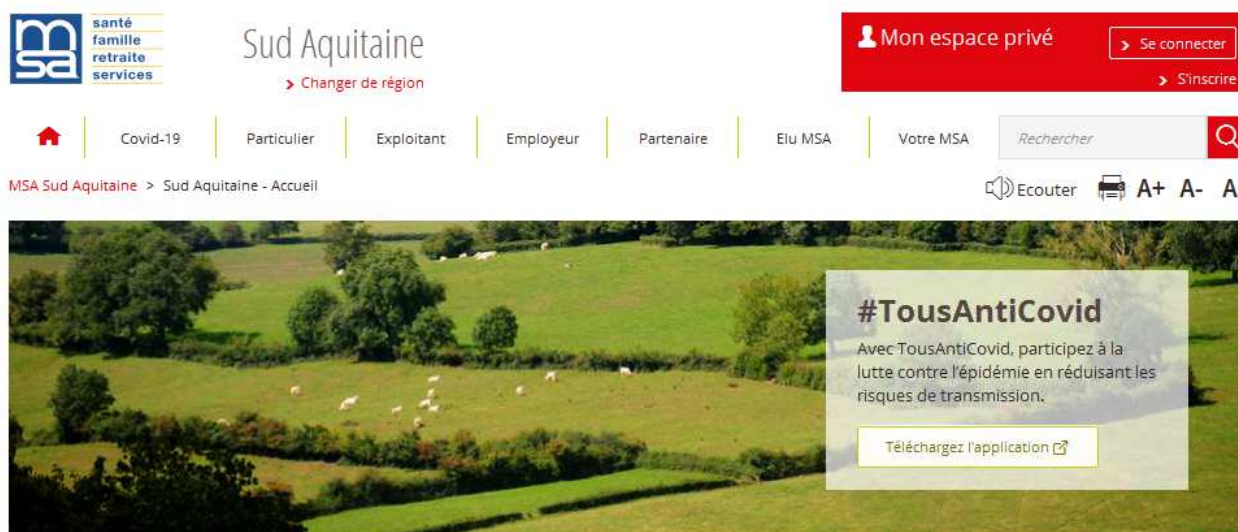 msa
santé
famille
retraite
services
Sud Aquitaine
Changer de région
Mon espace privé
Se connecter
S'inscrire
Covid-19
Particulier
Exploitant
Employeur
Partenaire
Elu MSA
Votre MSA
Rechercher
MSA Sud Aquitaine > Sud Aquitaine - Accueil
Ecouter A+ A- A
#TousAntiCovid
Avec TousAntiCovid, participez à la
lutte contre l'épidémie en réduisant les
risques de transmission.
Téléchargez l'application